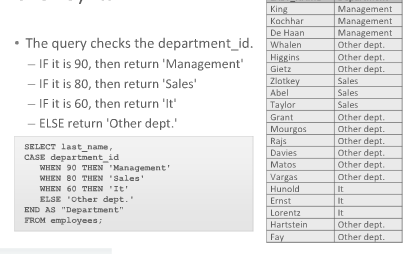 • The query checks the department_id.
– IF it is 90, then return 'Management'
– IF it is 80, then return 'Sales'
– IF it is 60, then return 'It'
– ELSE return 'Other dept.'
SELECT last_name,
CASE department_id
WHEN 90 THEN 'Management'
WHEN 80 THEN 'Sales'
WHEN 60 THEN 'It'
ELSE 'Other dept.'
END AS "Department"
FROM employees;
King Management
Kochhar Management
De Haan Management
Whalen Other dept.
Higgins Other dept.
Gietz Other dept.
Zlotkey Sales
Abel Sales
Taylor Sales
Grant Other dept.
Mourgos Other dept.
Rajs Other dept.
Davies Other dept.
Matos Other dept.
Vargas Other dept.
Hunold It
Ernst It
Lorentz It
Hartstein Other dept.
Fay Other dept.